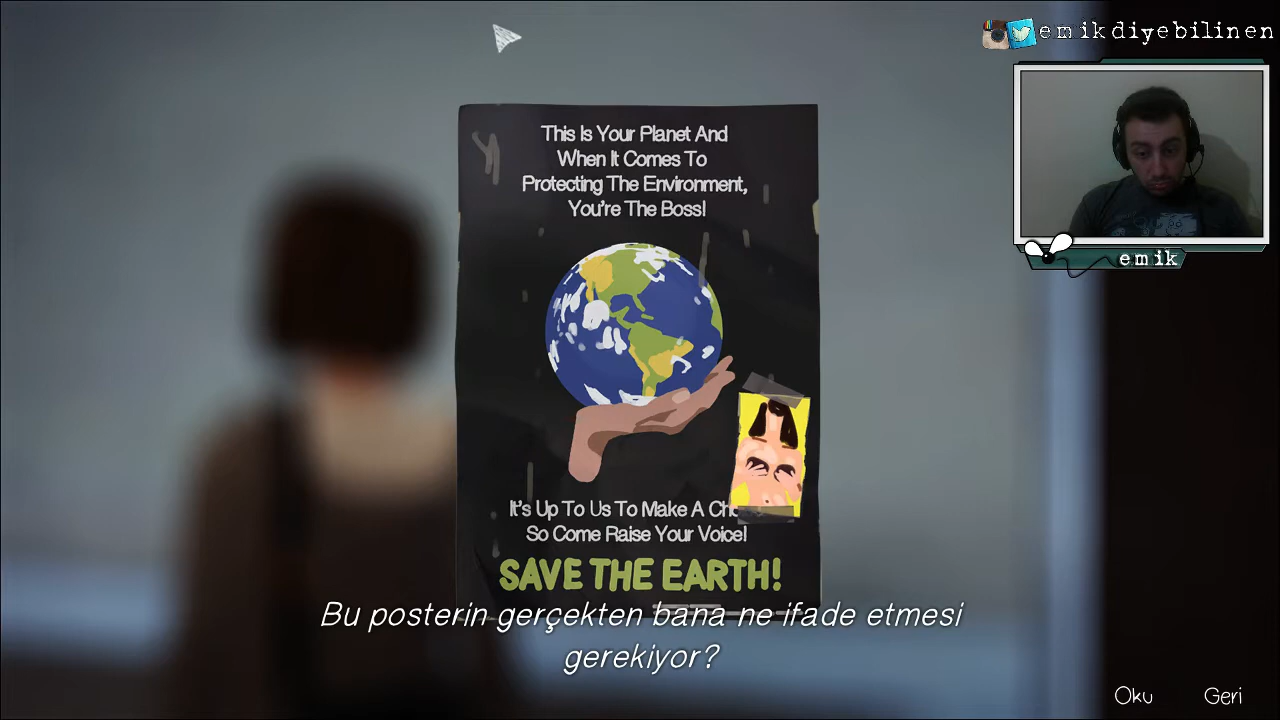 emikdiyebilinen
This Is Your Planet And
When It Comes To
Protecting The Environment,
You're The Boss!
emik
It's Up To Us To Make A
So Come Raise Your Voice!
SAVE THE EARTH!
Bu posterin gerçekten bana ne ifade etmesi
gerekiyor?
Oku Geri